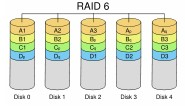 RAID 6
A1 A2 A3 Ap Aq
B1 B2 Bp Bq B3
C1 Cp Cq C2 C3
Dp Dq D1 D2 D3
Disk 0 Disk 1 Disk 2 Disk 3 Disk 4